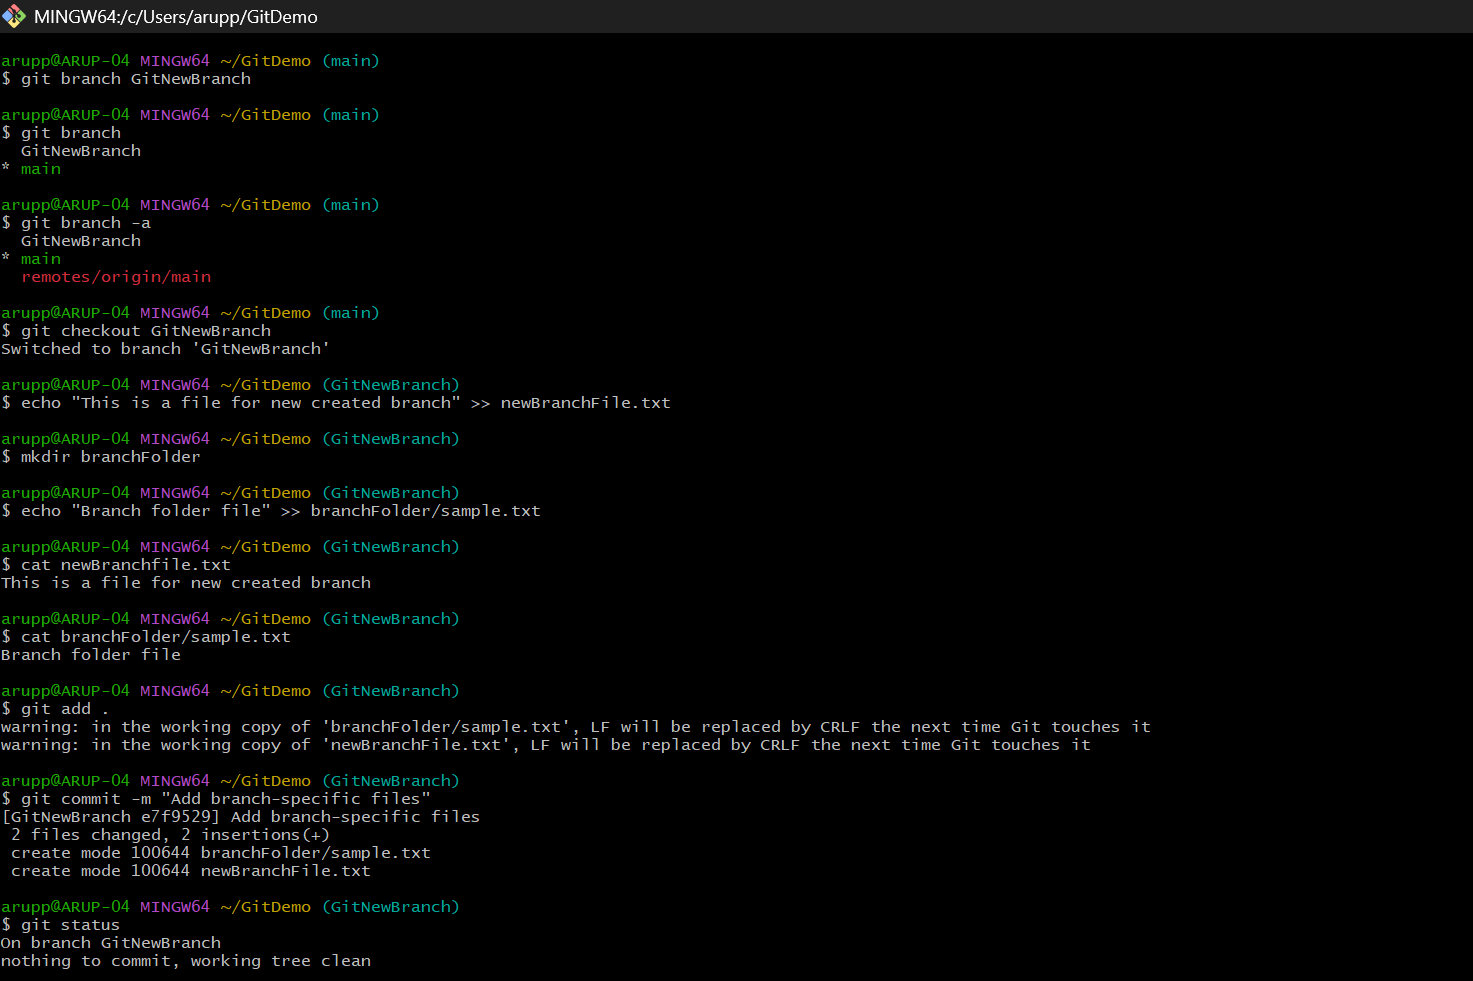 MINGW64:/c/Users/arupp/GitDemo
arupp@ARUP-04 MINGW64 ~/GitDemo (main)
$ git branch GitNewBranch
arupp@ARUP-04 MINGW64 ~/GitDemo (main)
$ git branch
  GitNewBranch
* main
arupp@ARUP-04 MINGW64 ~/GitDemo (main)
$ git branch -a
  GitNewBranch
* main
  remotes/origin/main
arupp@ARUP-04 MINGW64 ~/GitDemo (main)
$ git checkout GitNewBranch
Switched to branch 'GitNewBranch'
arupp@ARUP-04 MINGW64 ~/GitDemo (GitNewBranch)
$ echo "This is a file for new created branch" >> newBranchFile.txt
arupp@ARUP-04 MINGW64 ~/GitDemo (GitNewBranch)
$ mkdir branchFolder
arupp@ARUP-04 MINGW64 ~/GitDemo (GitNewBranch)
$ echo "Branch folder file" >> branchFolder/sample.txt
arupp@ARUP-04 MINGW64 ~/GitDemo (GitNewBranch)
$ cat newBranchfile.txt
This is a file for new created branch
arupp@ARUP-04 MINGW64 ~/GitDemo (GitNewBranch)
$ cat branchFolder/sample.txt
Branch folder file
arupp@ARUP-04 MINGW64 ~/GitDemo (GitNewBranch)
$ git add .
warning: in the working copy of 'branchFolder/sample.txt', LF will be replaced by CRLF the next time Git touches it
warning: in the working copy of 'newBranchFile.txt', LF will be replaced by CRLF the next time Git touches it
arupp@ARUP-04 MINGW64 ~/GitDemo (GitNewBranch)
$ git commit -m "Add branch-specific files"
[GitNewBranch e7f9529] Add branch-specific files
 2 files changed, 2 insertions(+)
 create mode 100644 branchFolder/sample.txt
 create mode 100644 newBranchFile.txt
arupp@ARUP-04 MINGW64 ~/GitDemo (GitNewBranch)
$ git status
On branch GitNewBranch
nothing to commit, working tree clean